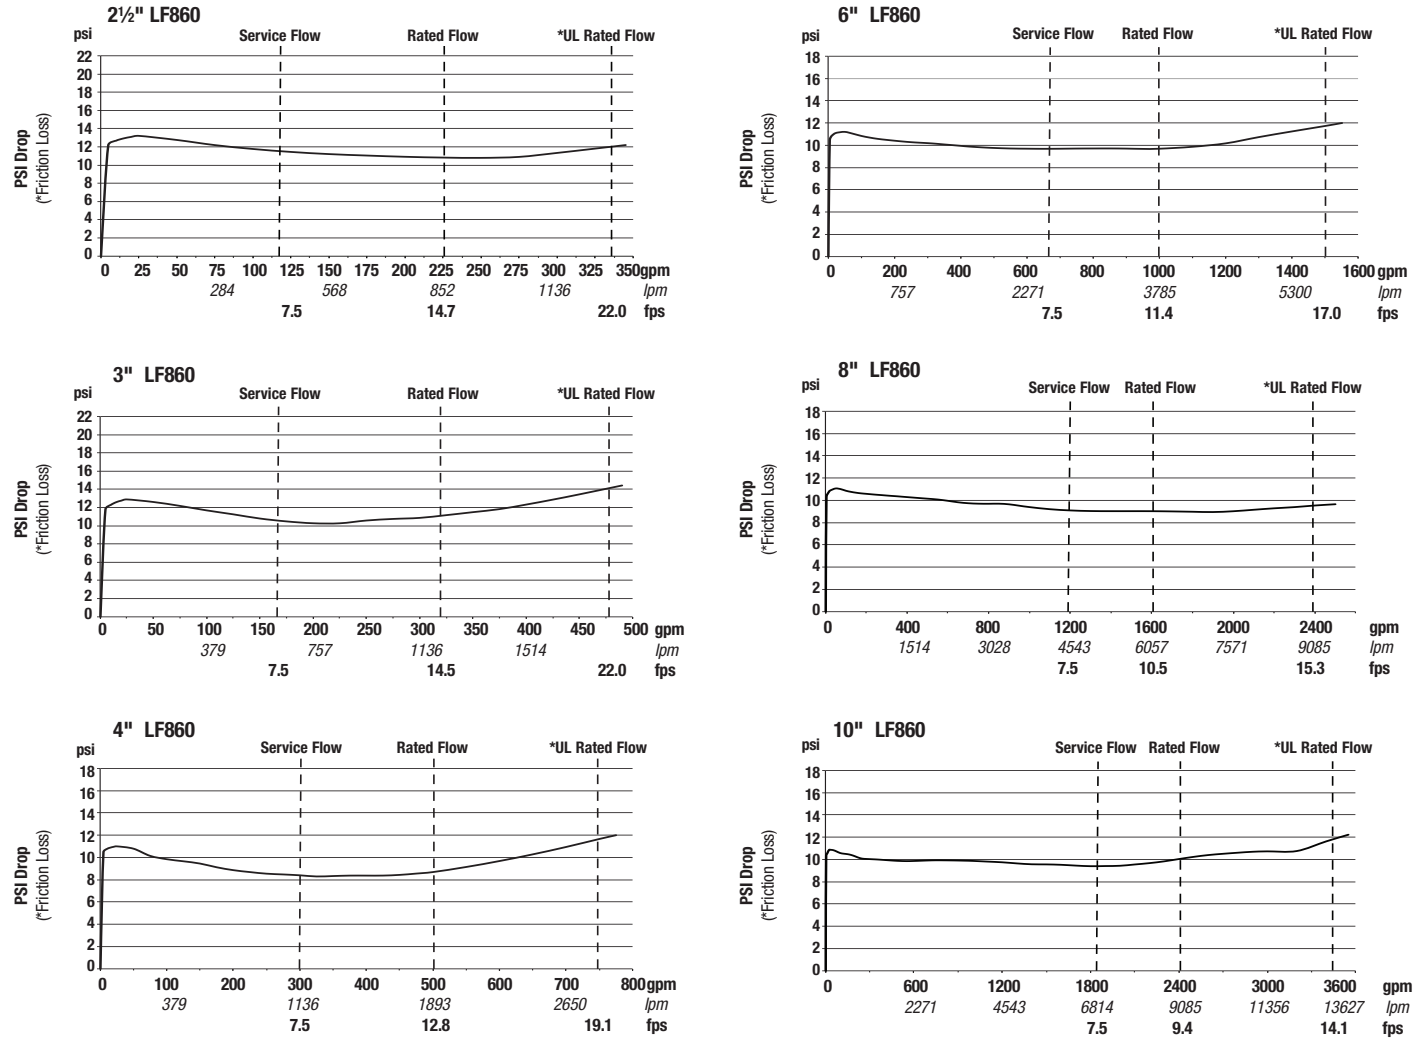 2½" LF860
psi Service Flow Rated Flow *UL Rated Flow
22
20
18
16
14
12
10
8
6
4
2
0
PSI Drop
(*Friction Loss)
0 25 50 75 100 125 150 175 200 225 250 275 300 325 350 gpm
284 568 852 1136 lpm
7.5 14.7 22.0 fps
6" LF860
psi Service Flow Rated Flow *UL Rated Flow
18
16
14
12
10
8
6
4
2
0
PSI Drop
(*Friction Loss)
0 200 400 600 800 1000 1200 1400 1600 gpm
757 2271 3785 5300 lpm
7.5 11.4 17.0 fps
3" LF860
psi Service Flow Rated Flow *UL Rated Flow
22
20
18
16
14
12
10
8
6
4
2
0
PSI Drop
(*Friction Loss)
0 50 100 150 200 250 300 350 400 450 500 gpm
379 757 1136 1514 lpm
7.5 14.5 22.0 fps
8" LF860
psi Service Flow Rated Flow *UL Rated Flow
18
16
14
12
10
8
6
4
2
0
PSI Drop
(*Friction Loss)
0 400 800 1200 1600 2000 2400 gpm
1514 3028 4543 6057 7571 9085 lpm
7.5 10.5 15.3 fps
4" LF860
psi Service Flow Rated Flow *UL Rated Flow
18
16
14
12
10
8
6
4
2
0
PSI Drop
(*Friction Loss)
0 100 200 300 400 500 600 700 800 gpm
379 1136 1893 2650 lpm
7.5 12.8 19.1 fps
10" LF860
psi Service Flow Rated Flow *UL Rated Flow
18
16
14
12
10
8
6
4
2
0
PSI Drop
(*Friction Loss)
0 600 1200 1800 2400 3000 3600 gpm
2271 4543 6814 9085 11356 13627 lpm
7.5 9.4 14.1 fps